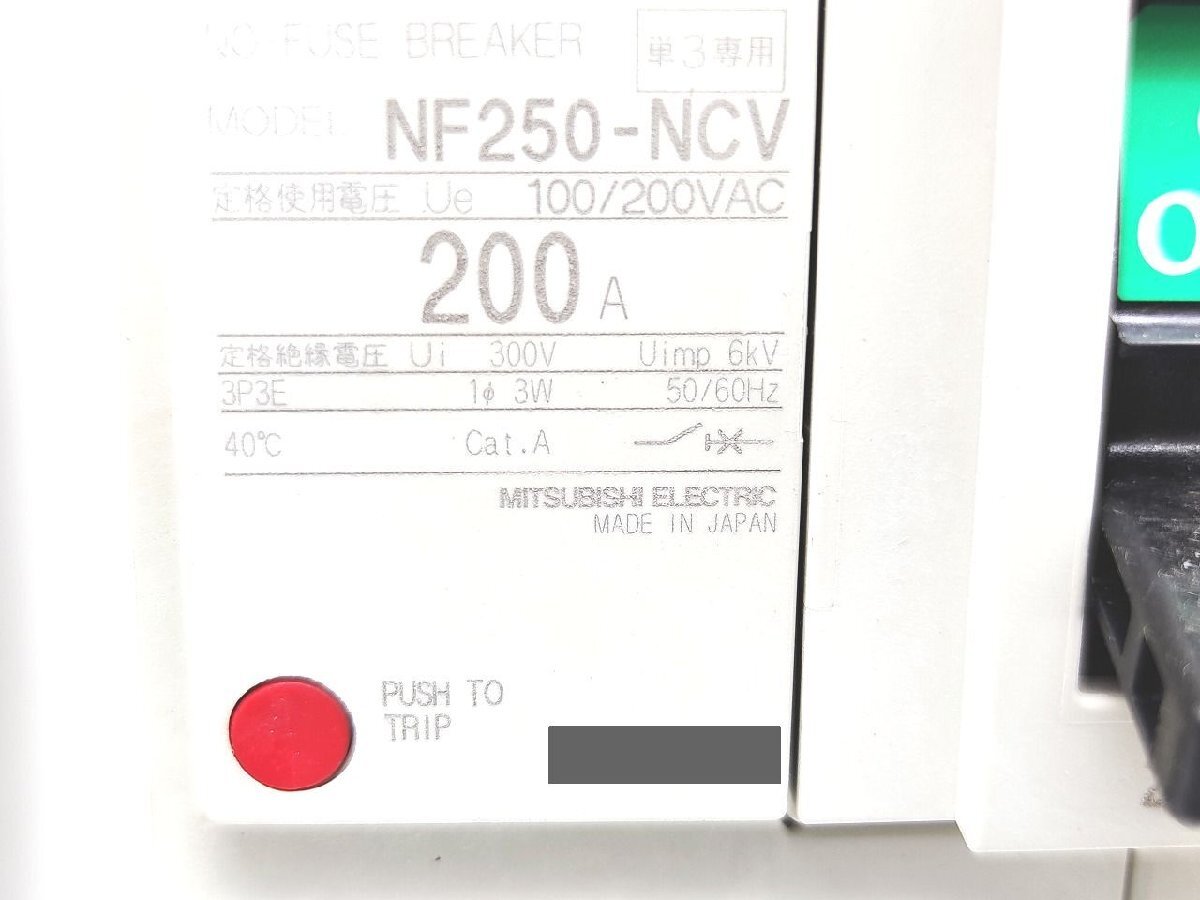 NO FUSE BREAKER 単3専用
MODEL NF250-NCV
定格使用電圧 Ue 100/200VAC
200 A
定格絶縁電圧 Ui 300V Uimp 6kV
3P3E 1ϕ 3W 50/60Hz
40℃ Cat.A
MITSUBISHI ELECTRIC
MADE IN JAPAN
PUSH TO
TRIP
O